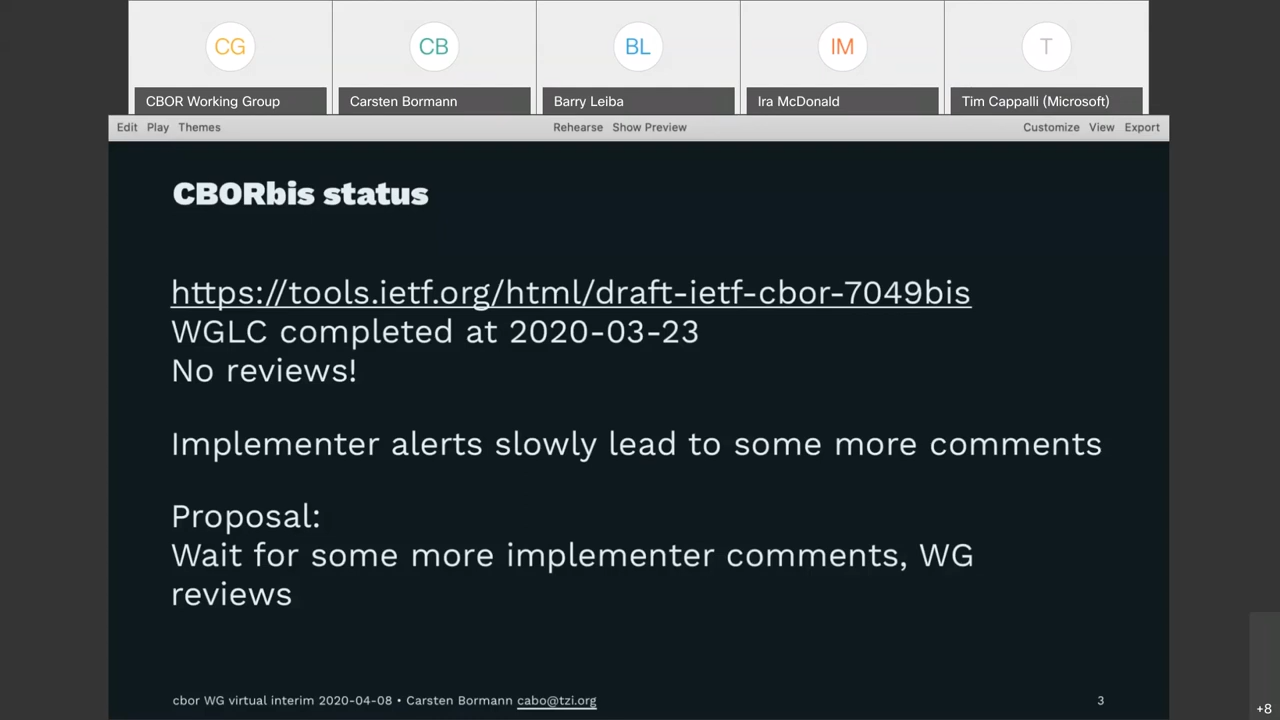 CG CB BL IM T
CBOR Working Group Carsten Bormann Barry Leiba Ira McDonald Tim Cappalli (Microsoft)
Edit Play Themes Rehearse Show Preview Customize View Export
CBORbis status
https://tools.ietf.org/html/draft-ietf-cbor-7049bis
WGLC completed at 2020-03-23
No reviews!
Implementer alerts slowly lead to some more comments
Proposal:
Wait for some more implementer comments, WG
reviews
cbor WG virtual interim 2020-04-08 • Carsten Bormann cabo@tzi.org 3
+8